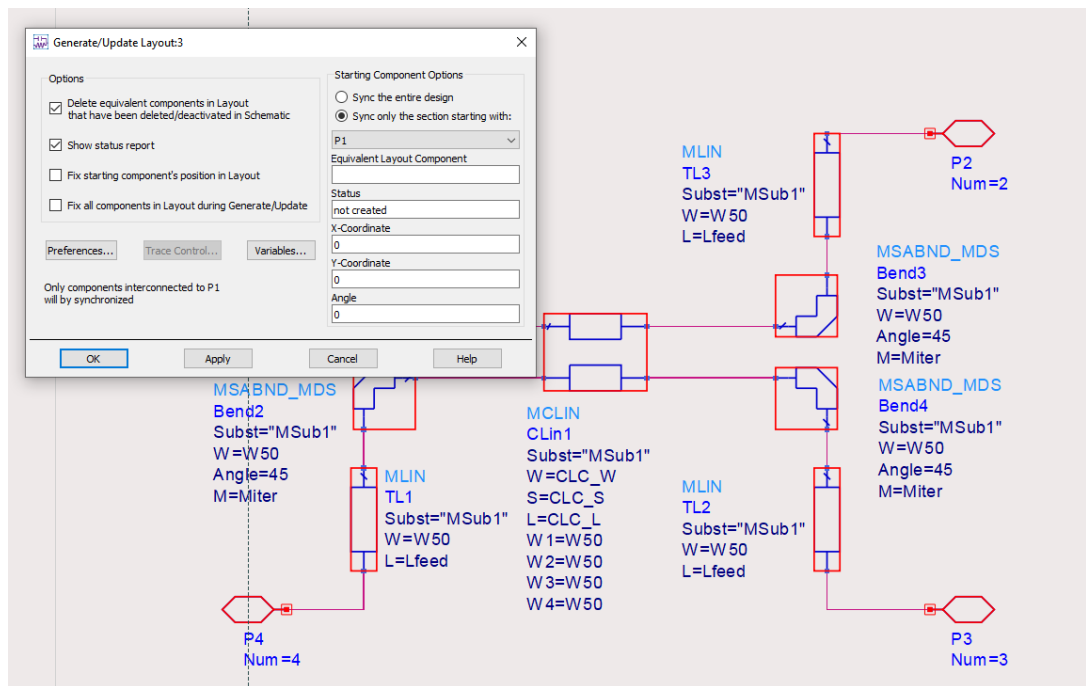 Generate/Update Layout:3
Options
Delete equivalent components in Layout
that have been deleted/deactivated in Schematic
Show status report
Fix starting component's position in Layout
Fix all components in Layout during Generate/Update
Preferences...
Trace Control...
Variables...
Only components interconnected to P1
will by synchronized
Starting Component Options
Sync the entire design
Sync only the section starting with:
P1
Equivalent Layout Component
Status
not created
X-Coordinate
0
Y-Coordinate
0
Angle
0
OK
Apply
Cancel
Help
MLIN
TL3
Subst="MSub1"
W=W50
L=Lfeed
P2
Num=2
MSABND_MDS
Bend3
Subst="MSub1"
W=W50
Angle=45
M=Miter
MSABND_MDS
Bend2
Subst="MSub1"
W=W50
Angle=45
M=Miter
MLIN
TL1
Subst="MSub1"
W=W50
L=Lfeed
MCLIN
CLin1
Subst="MSub1"
W=CLC_W
S=CLC_S
L=CLC_L
W1=W50
W2=W50
W3=W50
W4=W50
MSABND_MDS
Bend4
Subst="MSub1"
W=W50
Angle=45
M=Miter
MLIN
TL2
Subst="MSub1"
W=W50
L=Lfeed
P4
Num=4
P3
Num=3